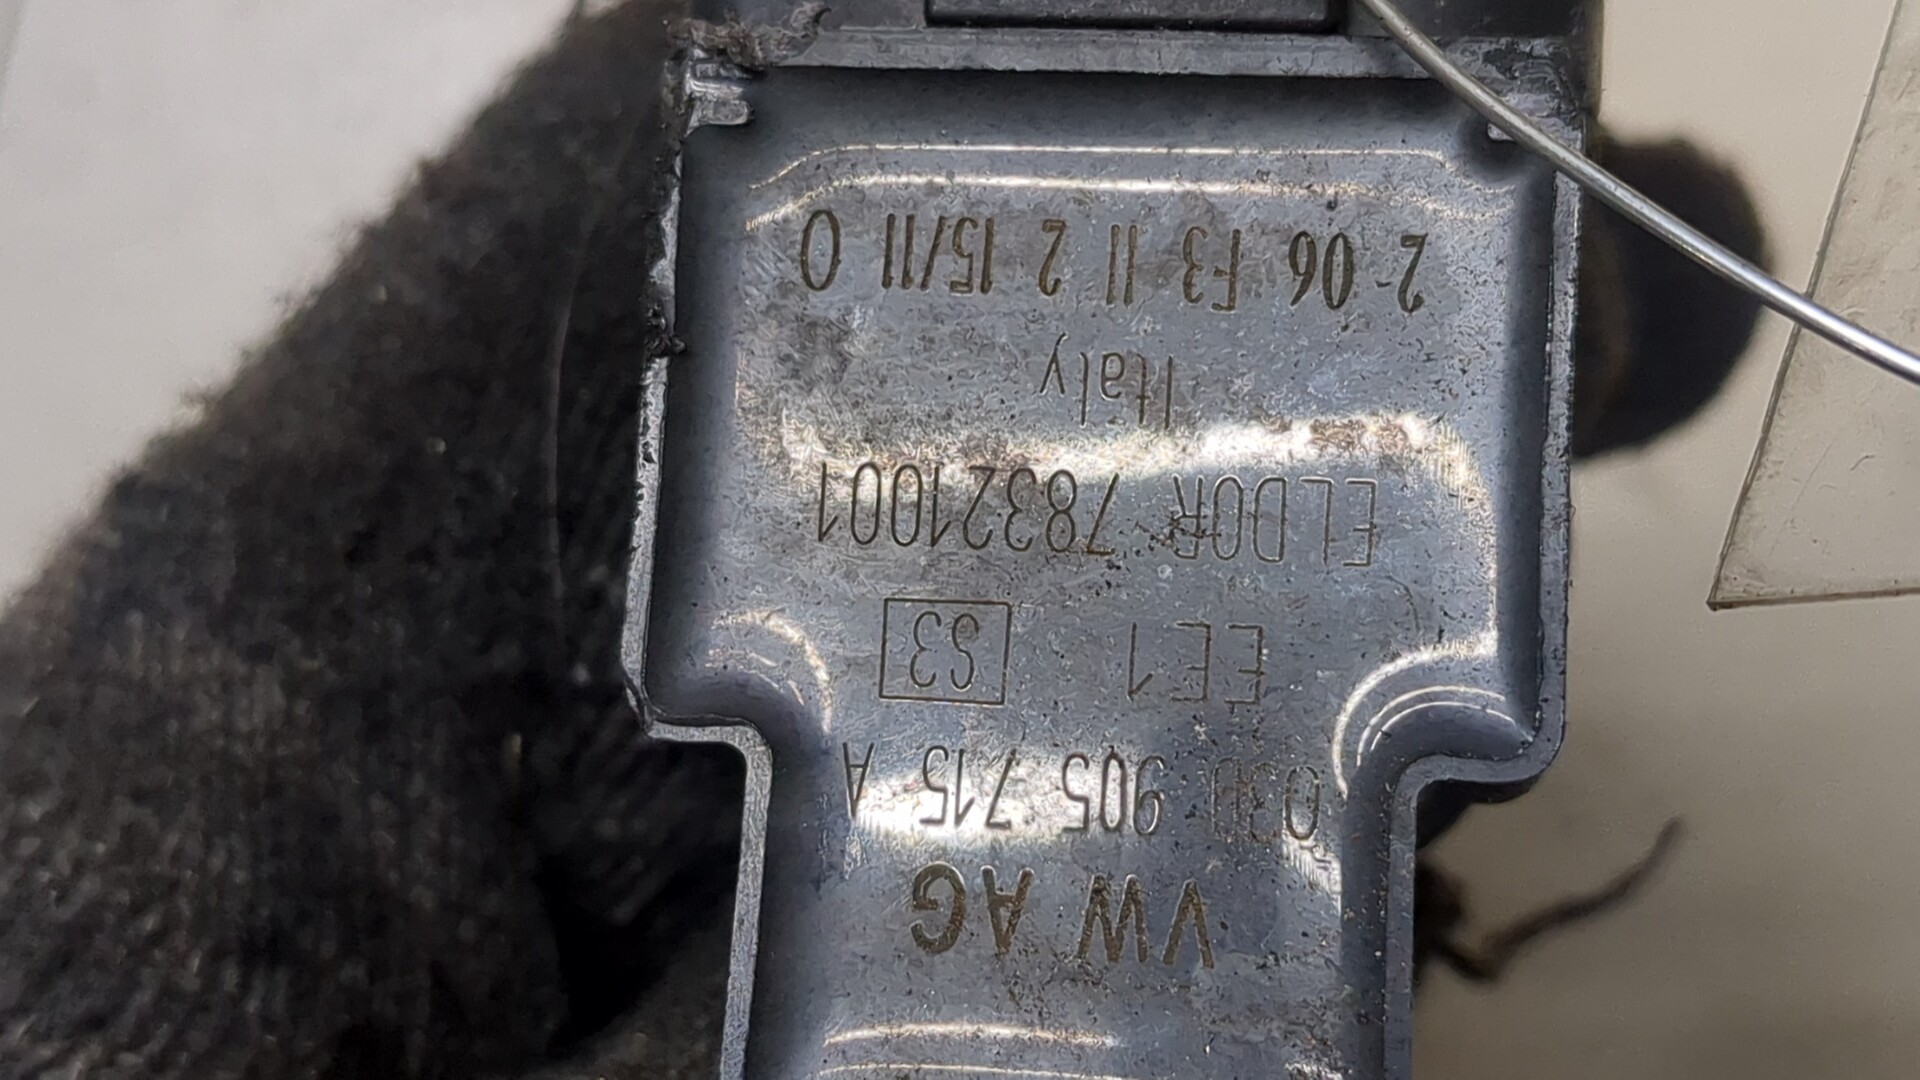 VW AG
030 905 715 A
EE1 S3
ELDOR 78321001
Italy
2 06 F3 11 2 15/11 0